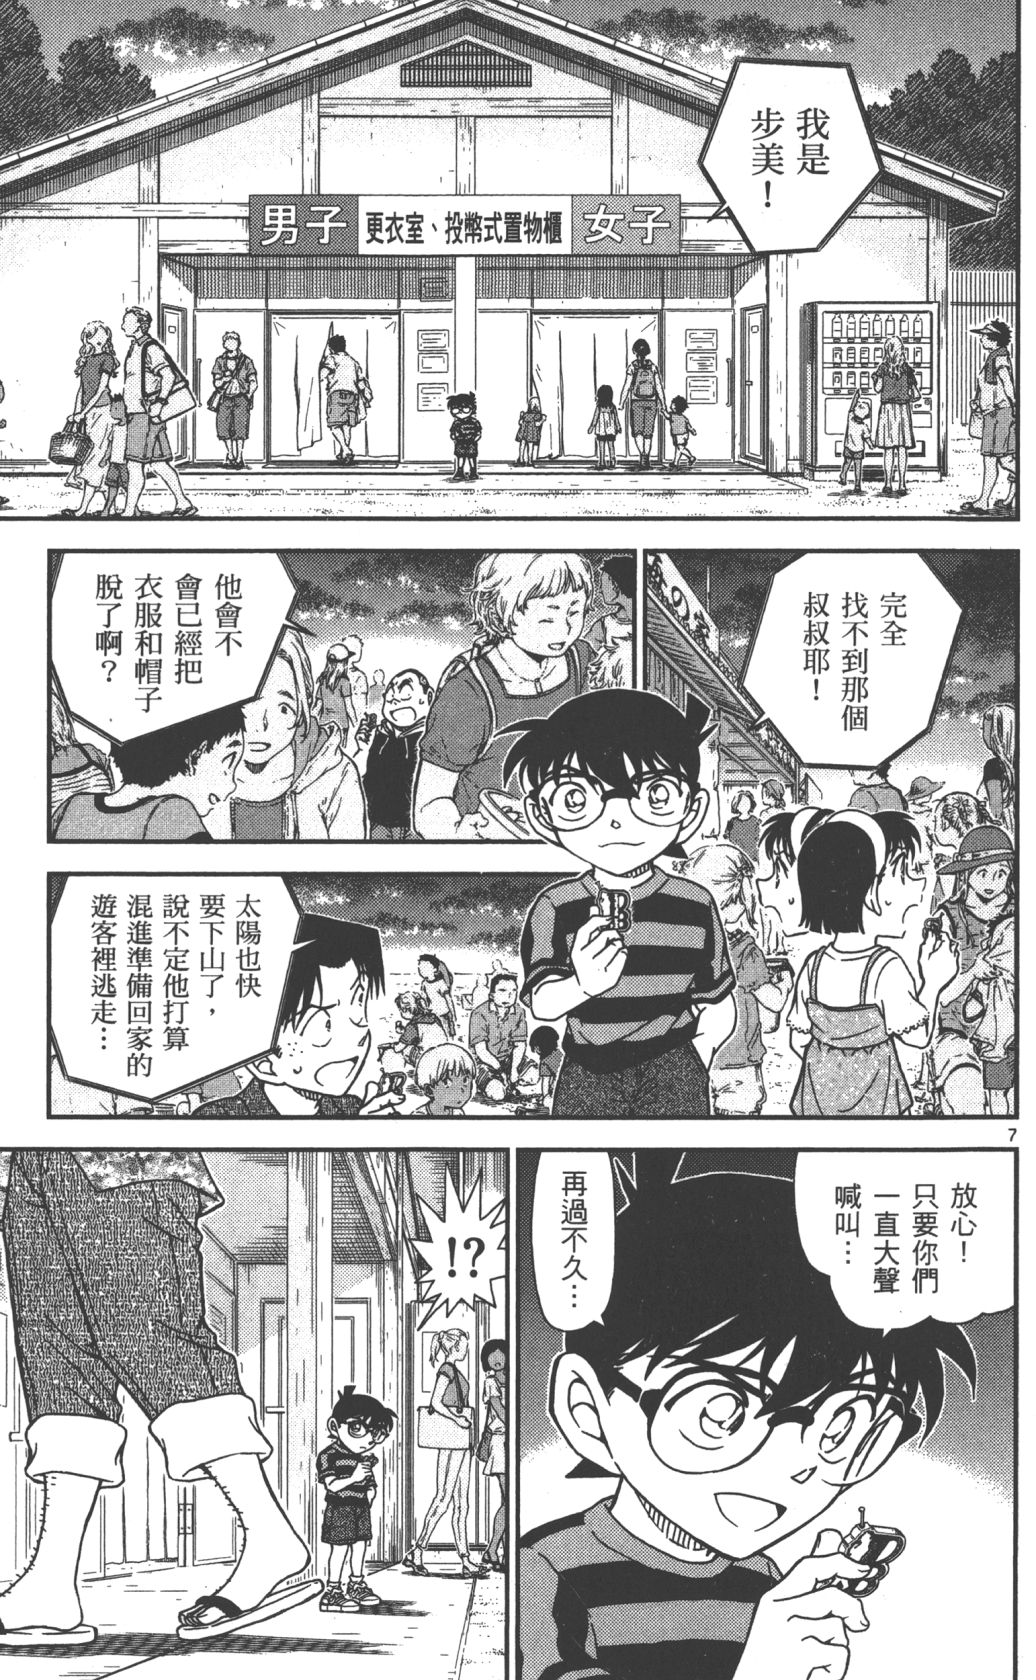 我是
步美！
男子
更衣室、投幣式置物櫃
女子
完全
找不到那個
叔叔耶！
他會不
會已經把
衣服和帽子
脫了啊？
太陽也快
要下山了，
說不定他打算
混進準備回家的
遊客裡逃走…
7
放心！
只要你們
一直大聲
喊叫…
再過不久…
!?